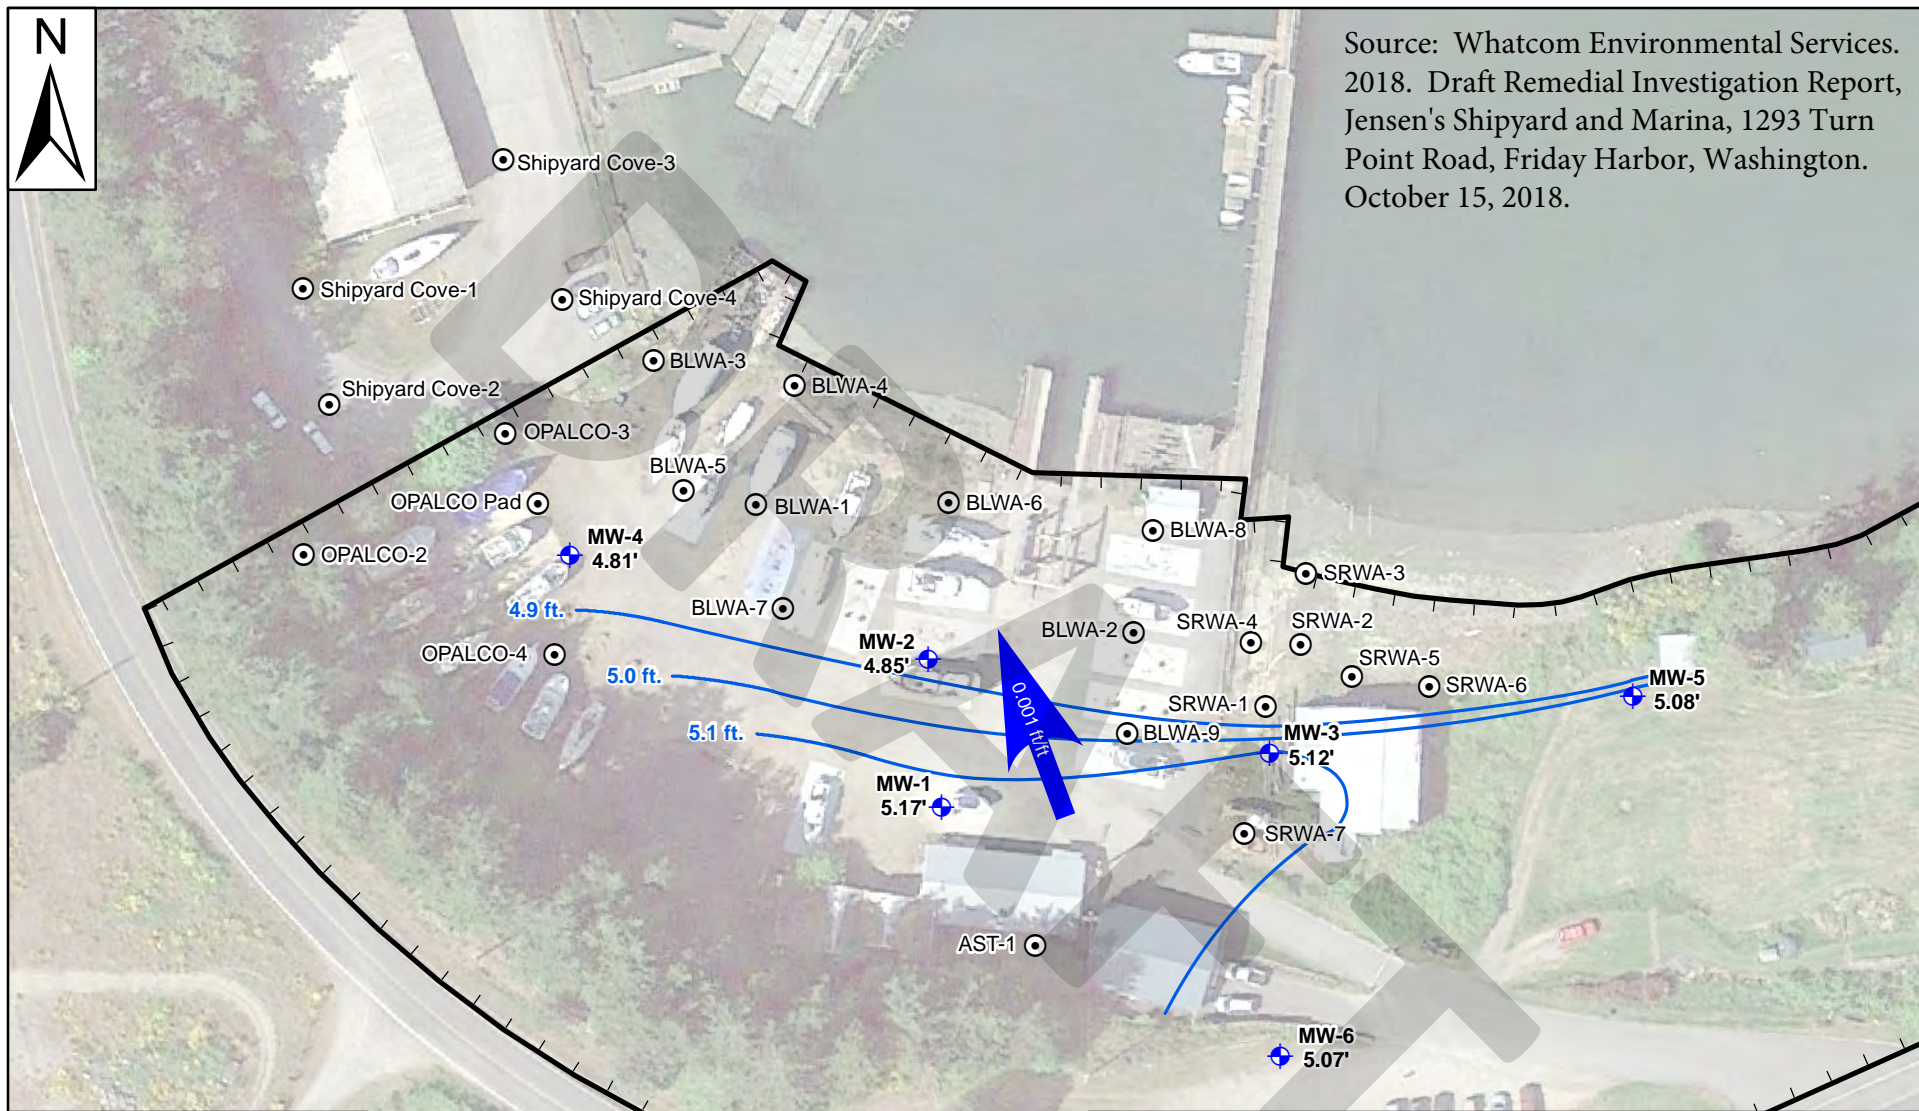 N
Source: Whatcom Environmental Services.
2018. Draft Remedial Investigation Report,
Jensen's Shipyard and Marina, 1293 Turn
Point Road, Friday Harbor, Washington.
October 15, 2018.
Shipyard Cove-3
Shipyard Cove-1
Shipyard Cove-4
BLWA-3
Shipyard Cove-2
BLWA-4
OPALCO-3
BLWA-5
OPALCO Pad
BLWA-1
BLWA-6
BLWA-8
MW-4
4.81'
OPALCO-2
SRWA-3
4.9 ft.
BLWA-7
MW-2
4.85'
BLWA-2
SRWA-4
SRWA-2
OPALCO-4
SRWA-5
5.0 ft.
SRWA-6
MW-5
5.08'
SRWA-1
0.001 ft/ft
5.1 ft.
BLWA-9
MW-3
5.12'
MW-1
5.17'
SRWA-7
AST-1
MW-6
5.07'
DRAFT